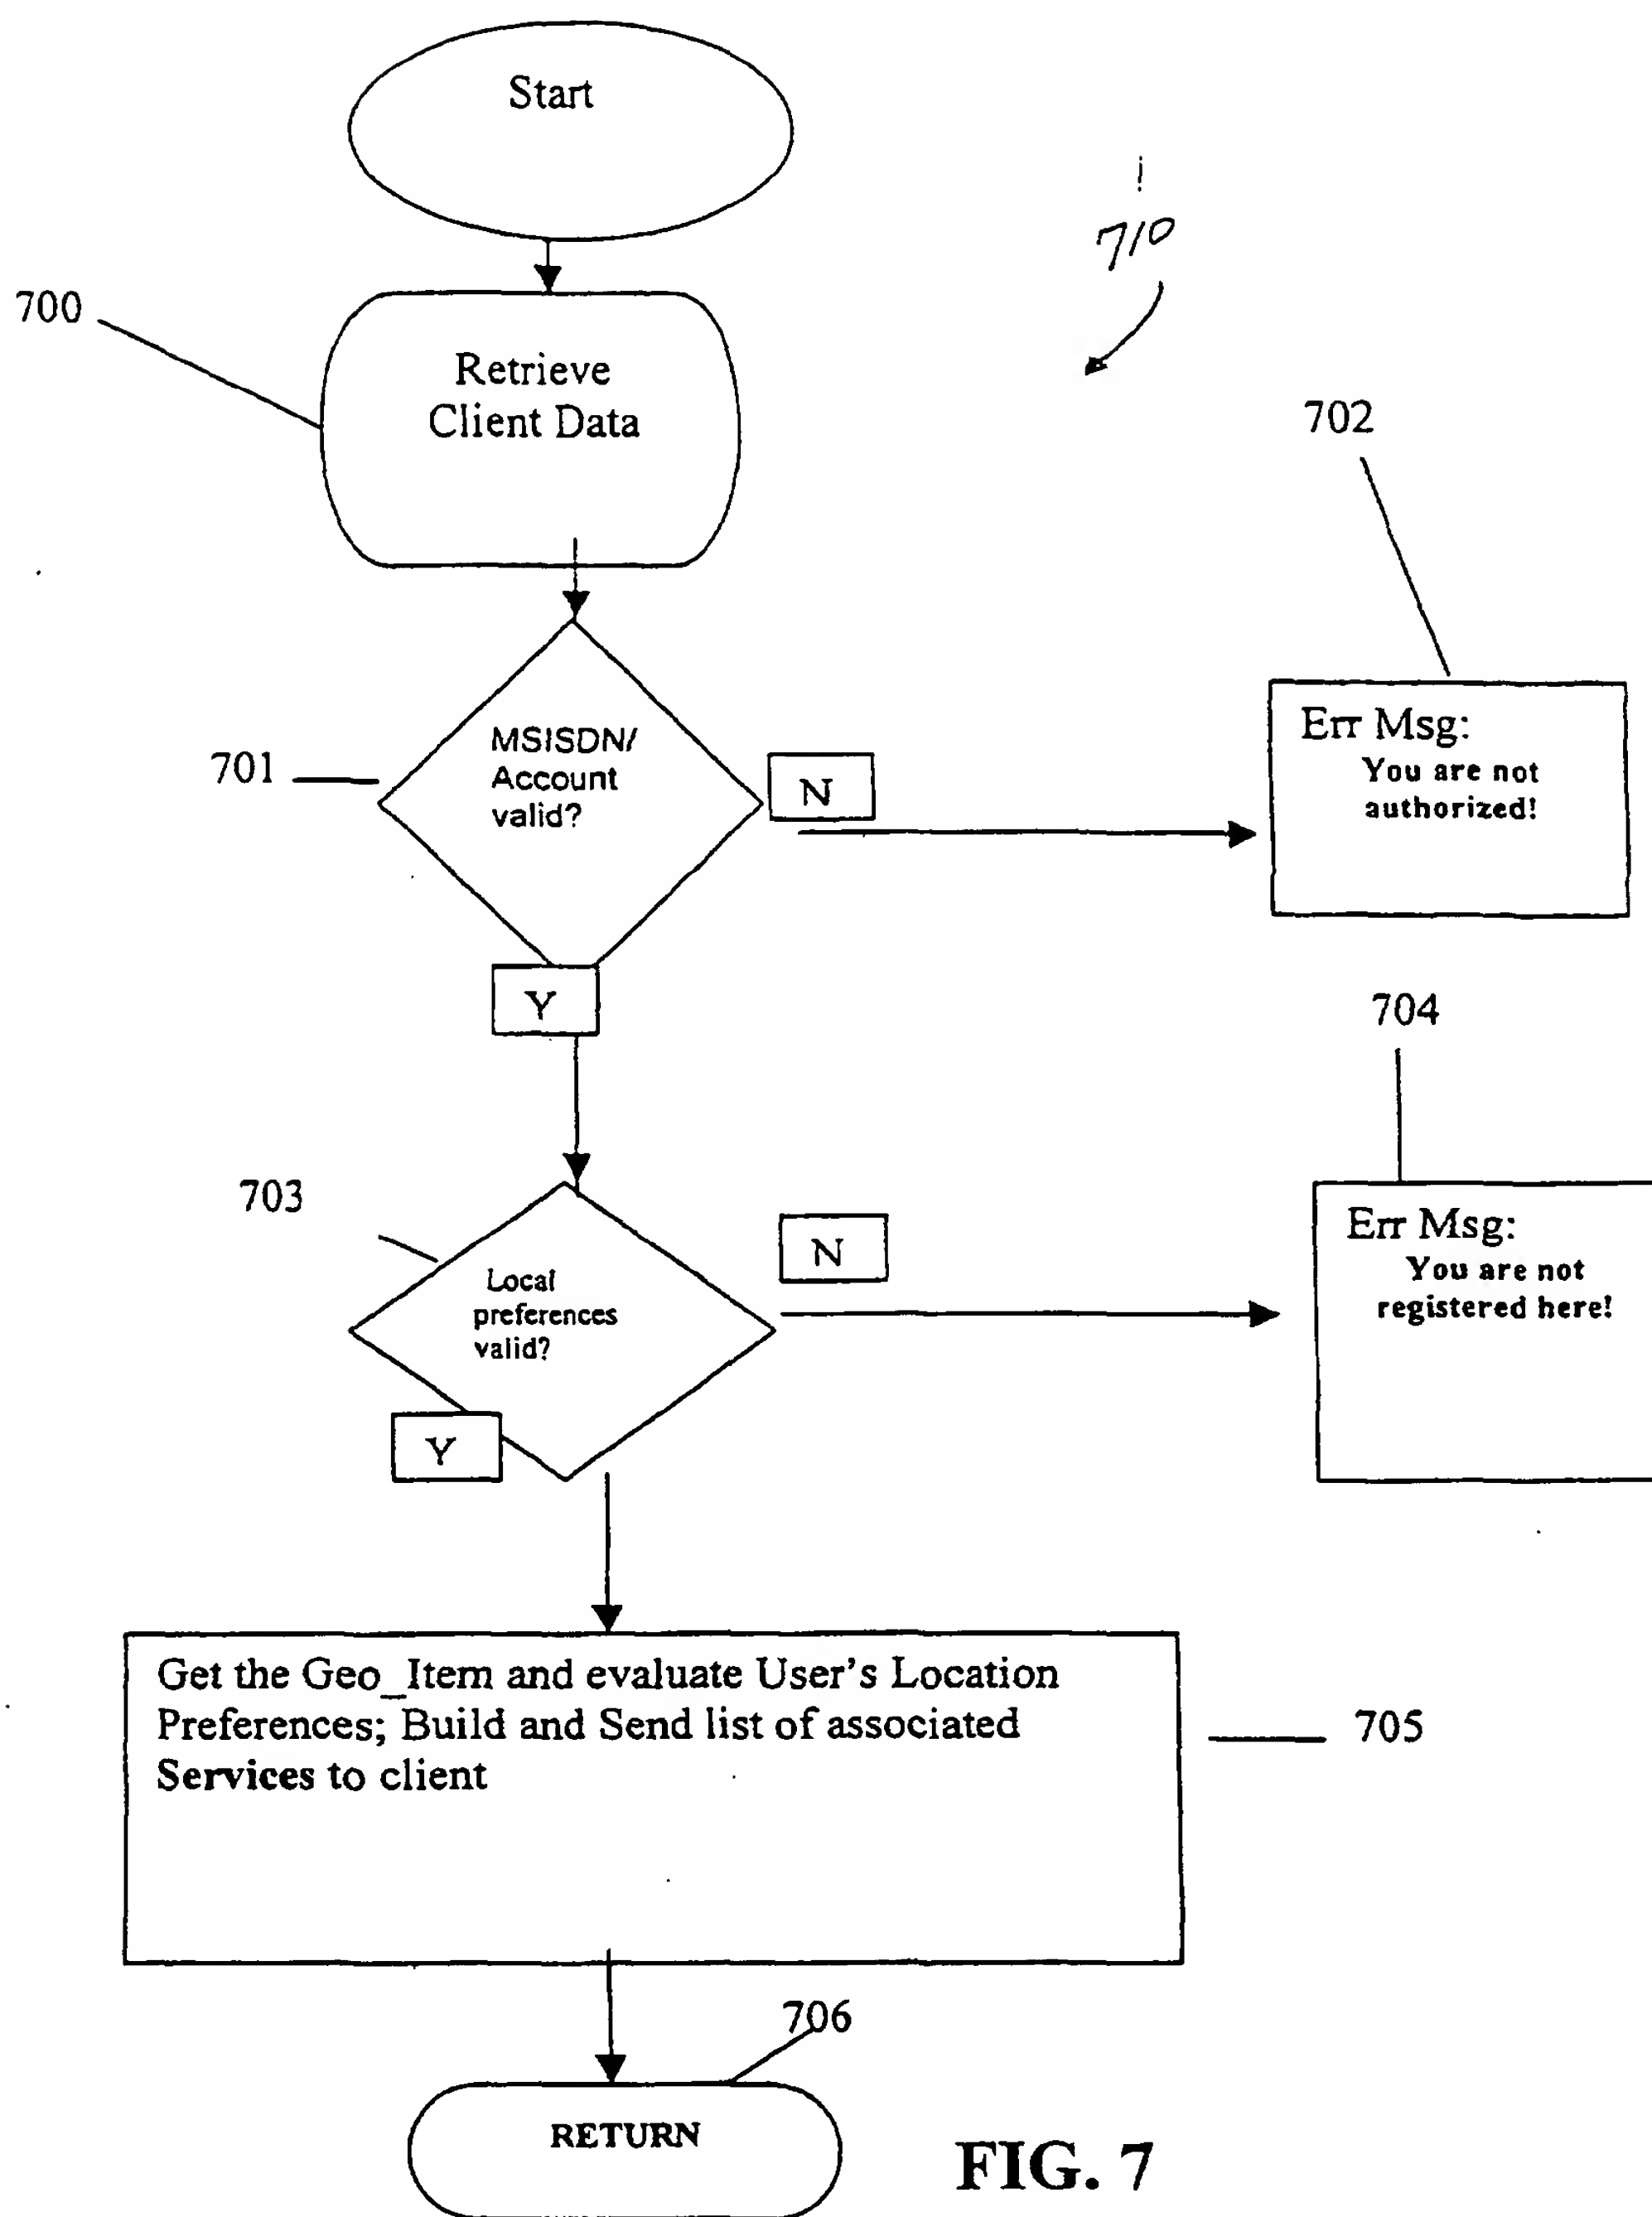 Start
710
700
Retrieve
Client Data
702
Err Msg:
You are not
authorized!
701
MSISDN/
Account
valid?
N
Y
704
703
Err Msg:
You are not
registered here!
Local
preferences
valid?
N
Y
Get the Geo_Item and evaluate User's Location
Preferences; Build and Send list of associated
Services to client
705
706
RETURN
FIG. 7